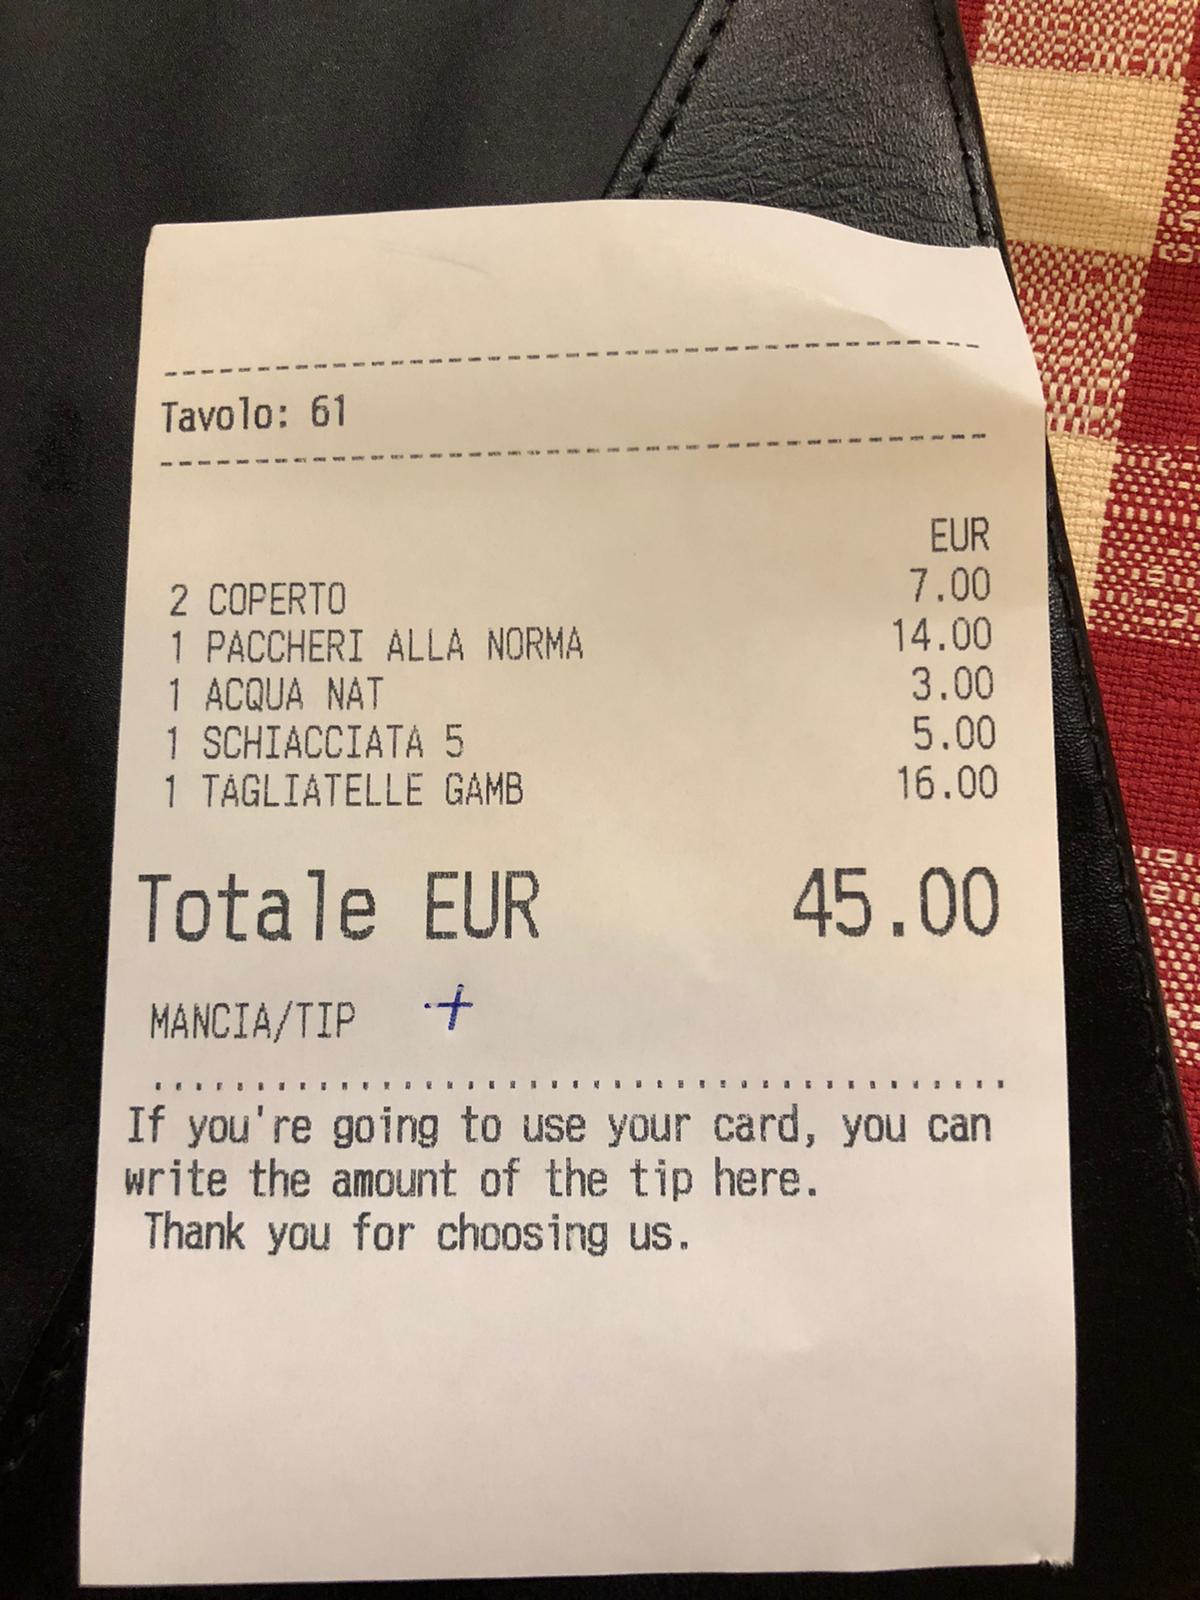 Tavolo: 61
EUR
2 COPERTO 7.00
1 PACCHERI ALLA NORMA 14.00
1 ACQUA NAT 3.00
1 SCHIACCIATA 5 5.00
1 TAGLIATELLE GAMB 16.00
Totale EUR 45.00
MANCIA/TIP +
If you're going to use your card, you can
write the amount of the tip here.
Thank you for choosing us.